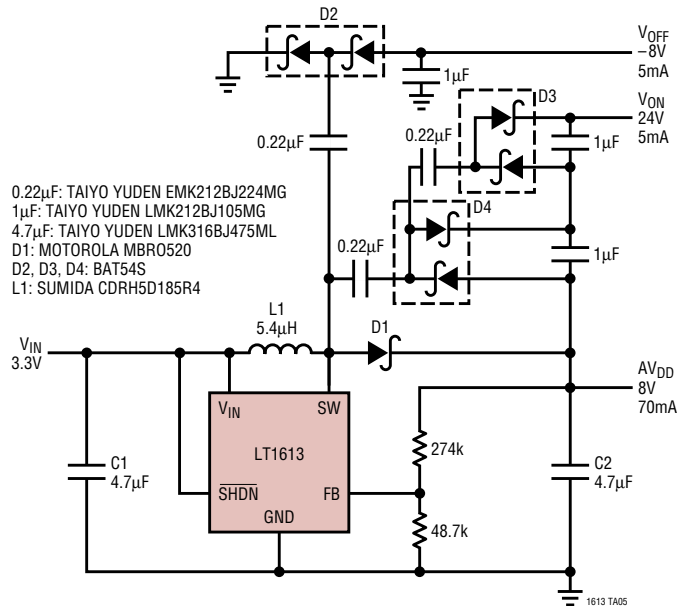 D2
V_OFF
–8V
5mA
1µF
D3
V_ON
24V
5mA
0.22µF
0.22µF
1µF
0.22µF: TAIYO YUDEN EMK212BJ224MG
1µF: TAIYO YUDEN LMK212BJ105MG
4.7µF: TAIYO YUDEN LMK316BJ475ML
D1: MOTOROLA MBRO520
D2, D3, D4: BAT54S
L1: SUMIDA CDRH5D185R4
D4
0.22µF
1µF
L1
5.4µH
D1
V_IN
3.3V
AV_DD
8V
70mA
V_IN
SW
LT1613
SHDN
FB
GND
274k
48.7k
C1
4.7µF
C2
4.7µF
1613 TA05